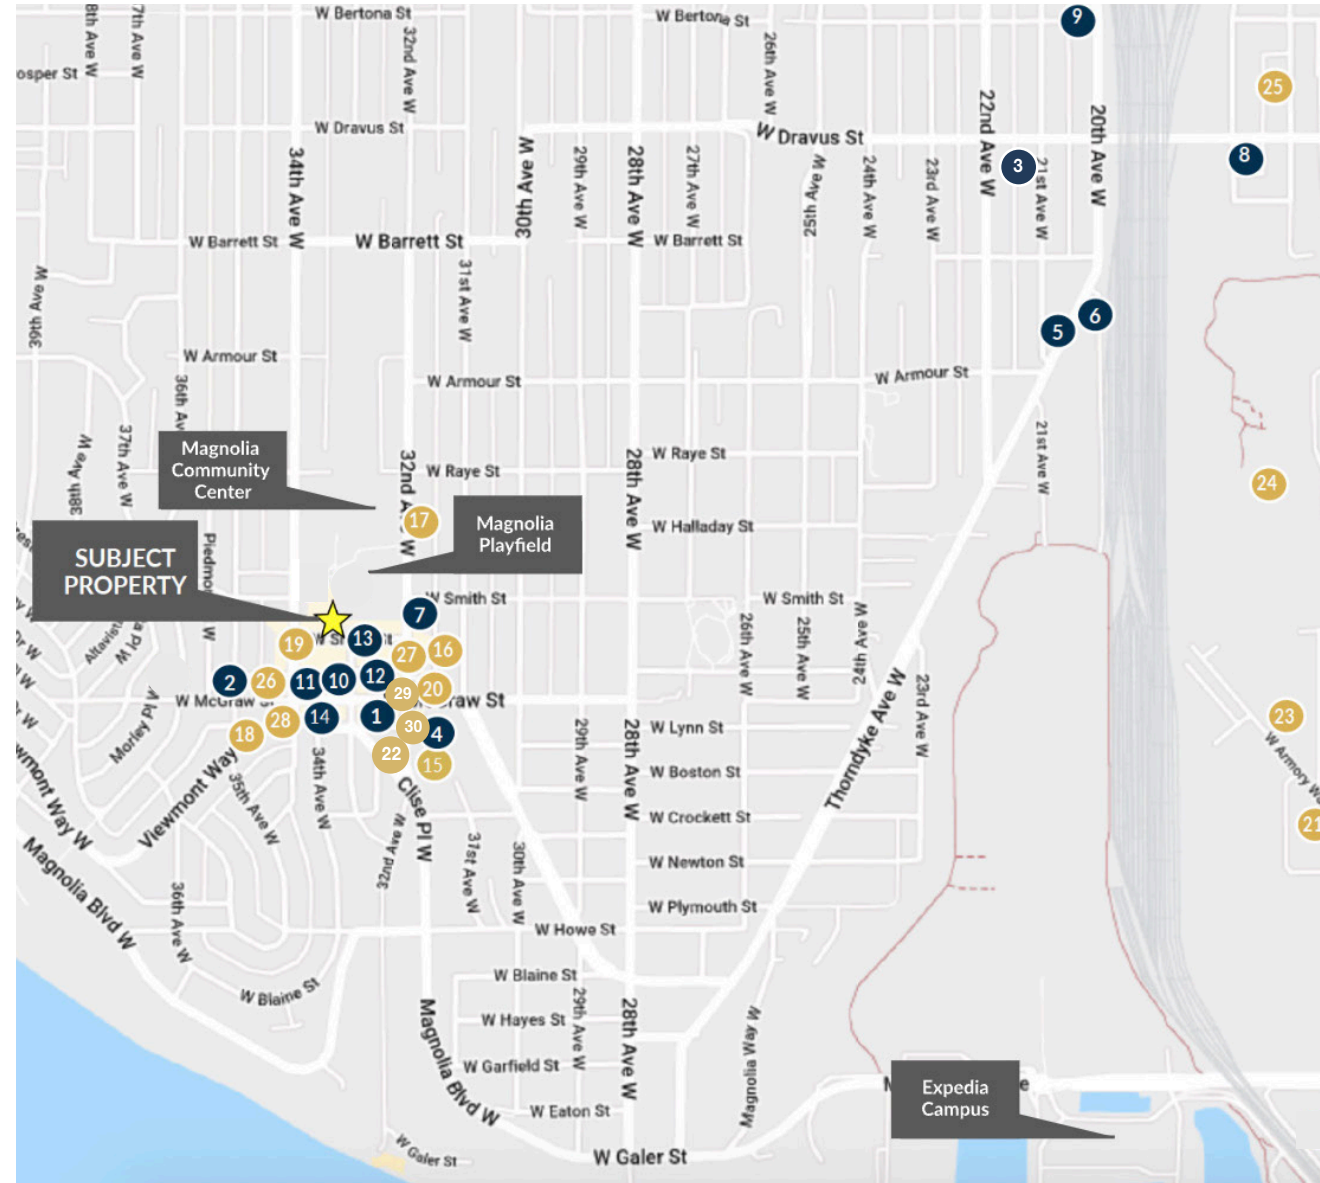 W Bertona St
W Bertona St
9
8th Ave W
7th Ave W
32nd Ave W
26th Ave W
osper St
25
22nd Ave W
20th Ave W
W Dravus St
W Dravus St
34th Ave W
30th Ave W
29th Ave W
28th Ave W
27th Ave W
25th Ave W
24th Ave W
23rd Ave W
3
21st Ave W
8
W Barrett St
W Barrett St
W Barrett St
39th Ave W
31st Ave W
5
6
W Armour St
W Armour St
W Armour St
36th Av
37th Ave W
38th Ave W
Magnolia
Community
Center
32nd A
W
W Raye St
28th Ave W
W Raye St
21st Ave W
24
17
Magnolia
Playfield
W Halladay St
SUBJECT
PROPERTY
Piedmo
W
W Smith St
W Smith St
7
19
13
27
16
26th Ave W
25th Ave W
24th Ave W
Altavist
a Pl W
2
26
11
10
12
29
20
W McGraw S
raw St
23rd Ave W
Thorndyke Ave W
Morley Pl W
18
28
14
1
30
4
22
15
29th Ave W
28th Ave W
W Lynn St
23
W Armory Wa
W Boston St
34th Ave W
35th Ave W
Viewmont Way
wmont Way W
Clise Pl W
W Crockett St
21
32nd Ave W
31st Ave W
30th Ave W
W Newton St
Magnolia Blvd W
36th Ave W
W Plymouth St
W Howe St
W Blaine St
W Blaine St
29th Ave W
28th Ave W
W Hayes St
Magnolia Blvd W
Magnolia Way W
W Garfield St
Expedia
Campus
e
W Eaton St
W Galer St
W Galer St